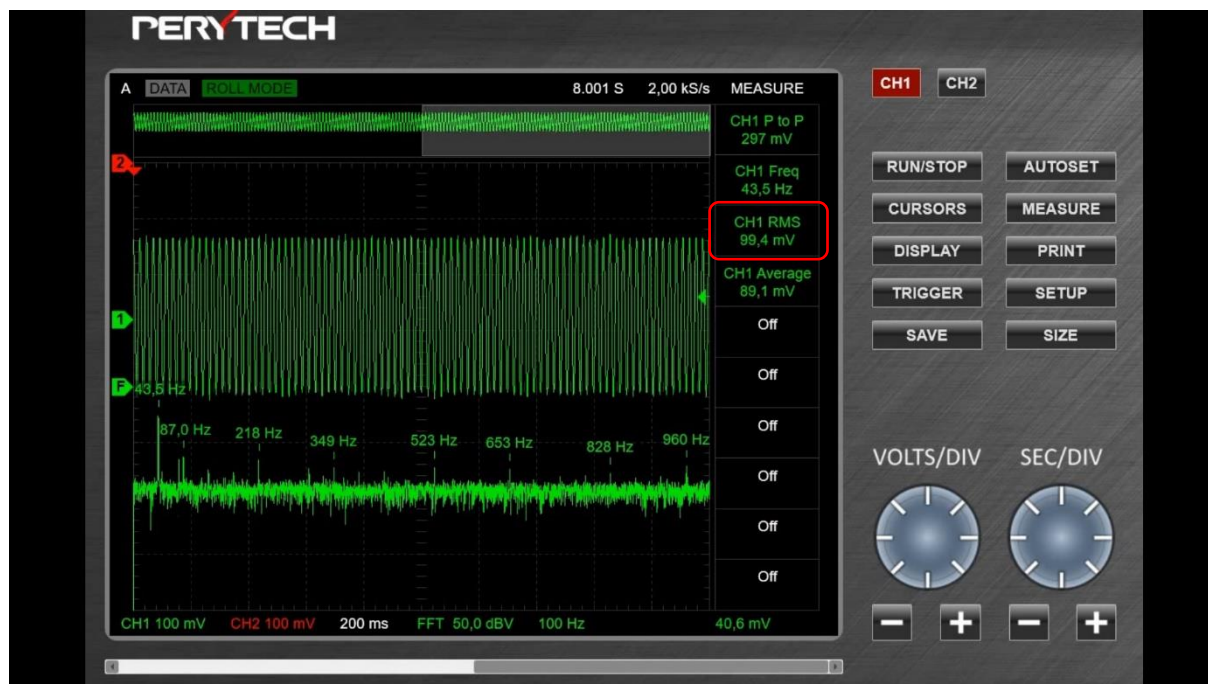 PERYTECH
A DATA ROLL MODE 8.001 S 2,00 kS/s MEASURE
CH1 P to P
297 mV
CH1 Freq
43,5 Hz
CH1 RMS
99,4 mV
CH1 Average
89,1 mV
Off
Off
Off
Off
Off
Off
2
1
F
43,5 Hz
87,0 Hz
218 Hz
349 Hz
523 Hz
653 Hz
828 Hz
960 Hz
CH1 100 mV CH2 100 mV 200 ms FFT 50,0 dBV 100 Hz 40,6 mV
CH1 CH2
RUN/STOP AUTOSET
CURSORS MEASURE
DISPLAY PRINT
TRIGGER SETUP
SAVE SIZE
VOLTS/DIV SEC/DIV
- + - +